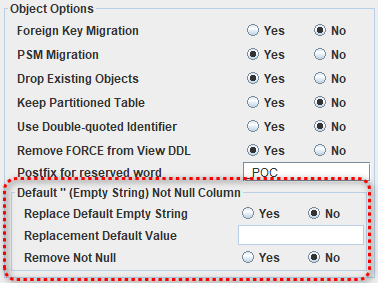 Object Options
Foreign Key Migration Yes No
PSM Migration Yes No
Drop Existing Objects Yes No
Keep Partitioned Table Yes No
Use Double-quoted Identifier Yes No
Remove FORCE from View DDL Yes No
Postfix for reserved word _POC
Default '' (Empty String) Not Null Column
Replace Default Empty String Yes No
Replacement Default Value
Remove Not Null Yes No